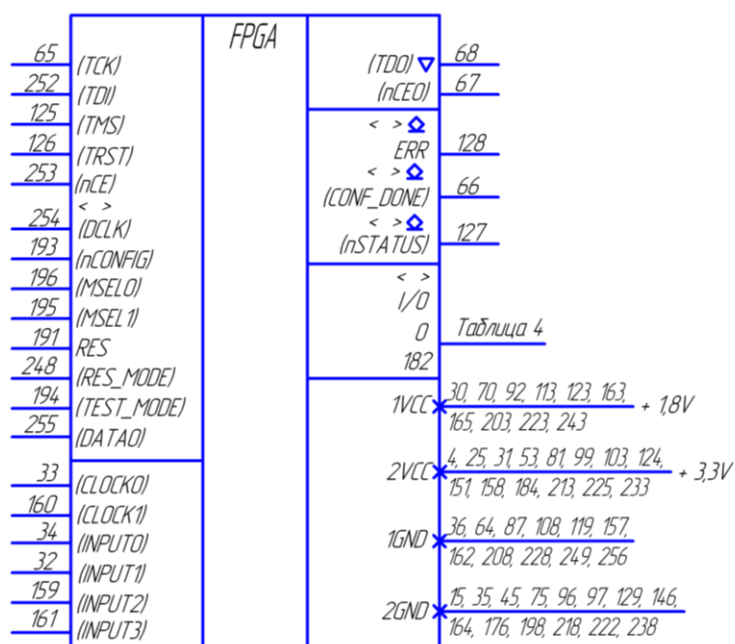 FPGA
65 (TCK)
252 (TDI)
125 (TMS)
126 (TRST)
253 (nCE)
< >
254 (DCLK)
193 (nCONFIG)
196 (MSEL0)
195 (MSEL1)
191 RES
248 (RES_MODE)
194 (TEST_MODE)
255 (DATA0)
33 (CLOCK0)
160 (CLOCK1)
34 (INPUT0)
32 (INPUT1)
159 (INPUT2)
161 (INPUT3)
(TDO) 68
(nCEO) 67
< >
ERR 128
< >
(CONF_DONE) 66
< >
(nSTATUS) 127
< >
I/O
0 Таблица 4
182
1VCC 30, 70, 92, 113, 123, 163,
165, 203, 223, 243 + 1,8V
2VCC 4, 25, 31, 53, 81, 99, 103, 124,
151, 158, 184, 213, 225, 233 + 3,3V
1GND 36, 64, 87, 108, 119, 157,
162, 208, 228, 249, 256
2GND 15, 35, 45, 75, 96, 97, 129, 146,
164, 176, 198, 218, 222, 238